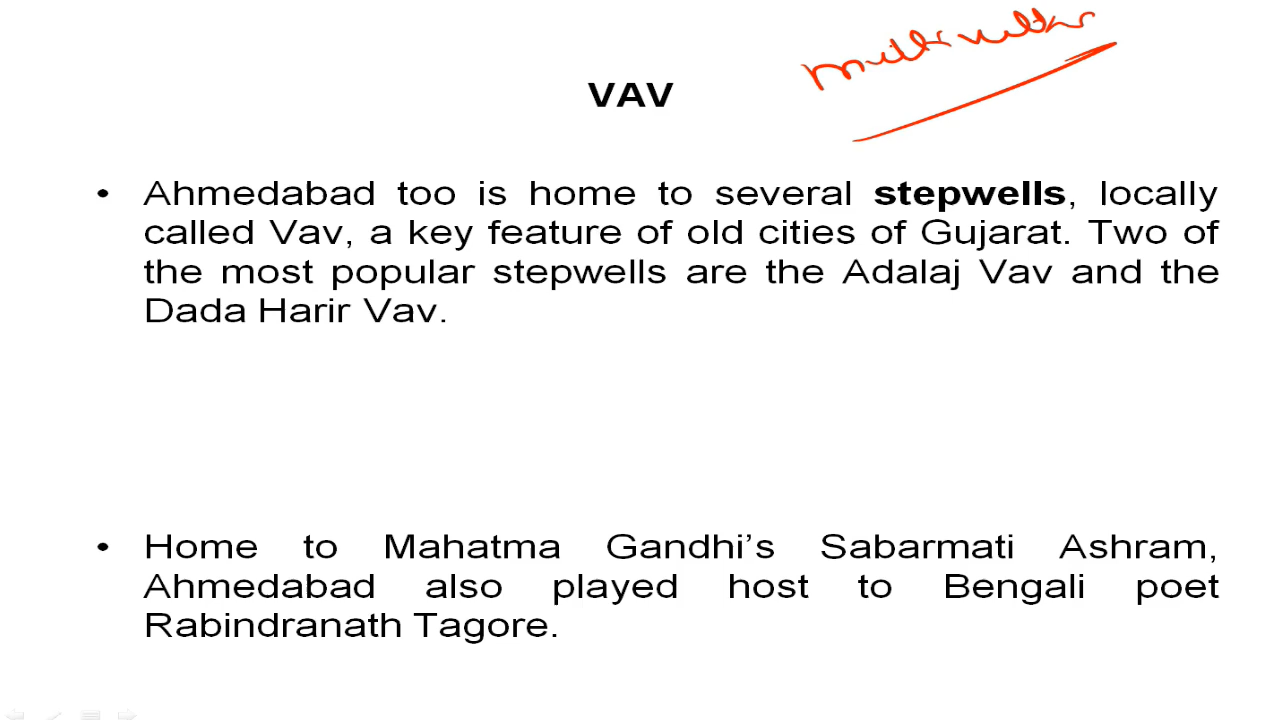 VAV
• Ahmedabad too is home to several stepwells, locally
called Vav, a key feature of old cities of Gujarat. Two of
the most popular stepwells are the Adalaj Vav and the
Dada Harir Vav.
• Home to Mahatma Gandhi’s Sabarmati Ashram,
Ahmedabad also played host to Bengali poet
Rabindranath Tagore.